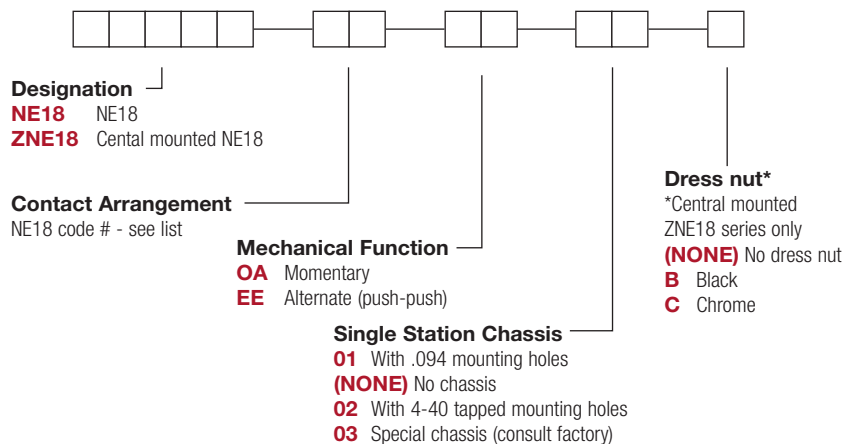 Designation
NE18 NE18
ZNE18 Cental mounted NE18
Contact Arrangement
NE18 code # - see list
Mechanical Function
OA Momentary
EE Alternate (push-push)
Single Station Chassis
01 With .094 mounting holes
(NONE) No chassis
02 With 4-40 tapped mounting holes
03 Special chassis (consult factory)
Dress nut*
*Central mounted
ZNE18 series only
(NONE) No dress nut
B Black
C Chrome